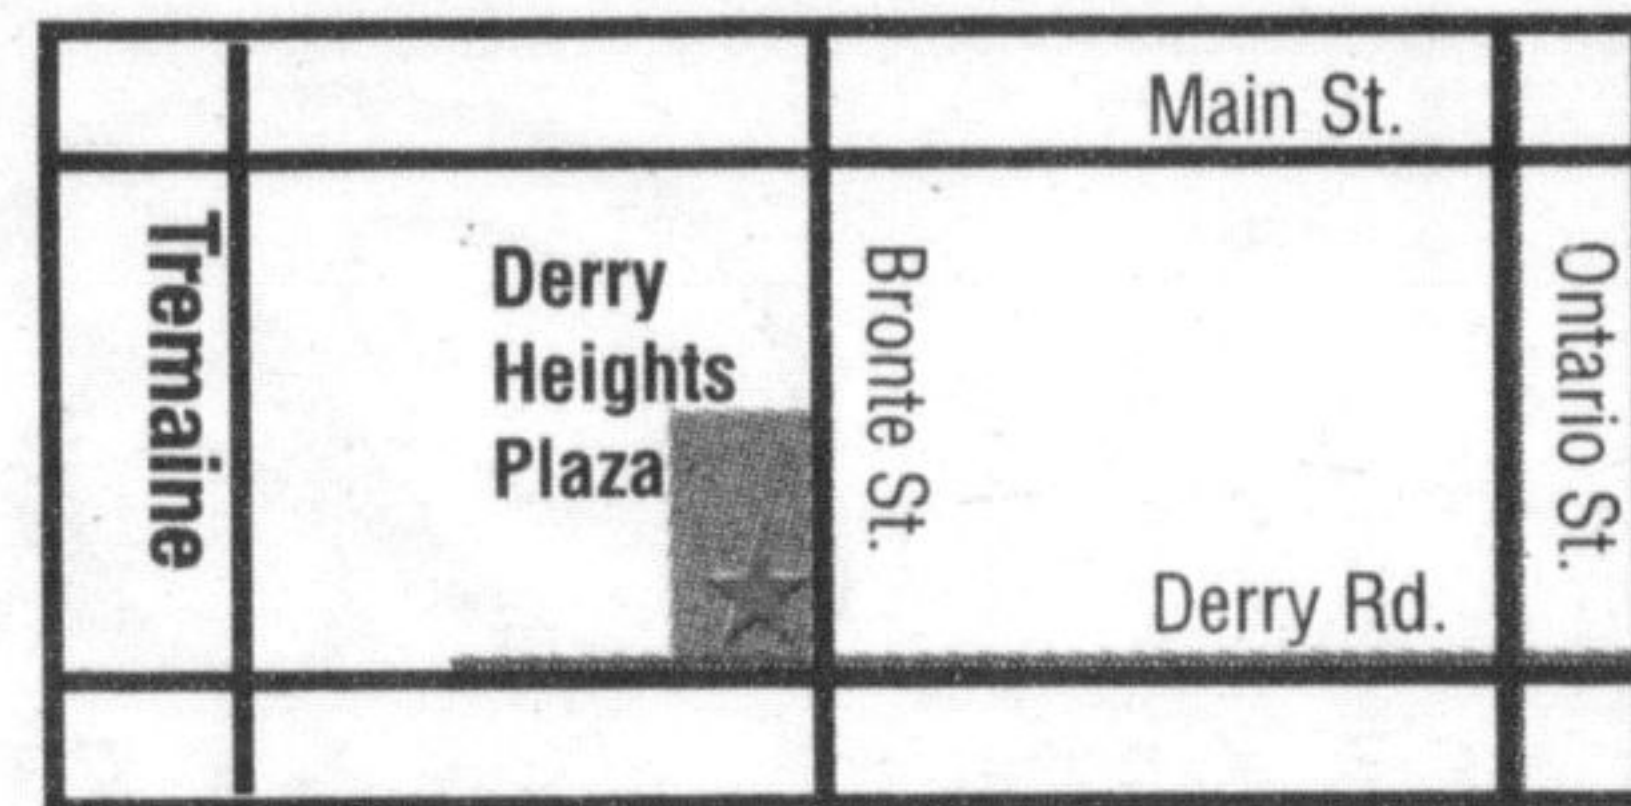 Main St.
Tremaine
Derry
Heights
Plaza
Bronte St.
Ontario St.
Derry Rd.